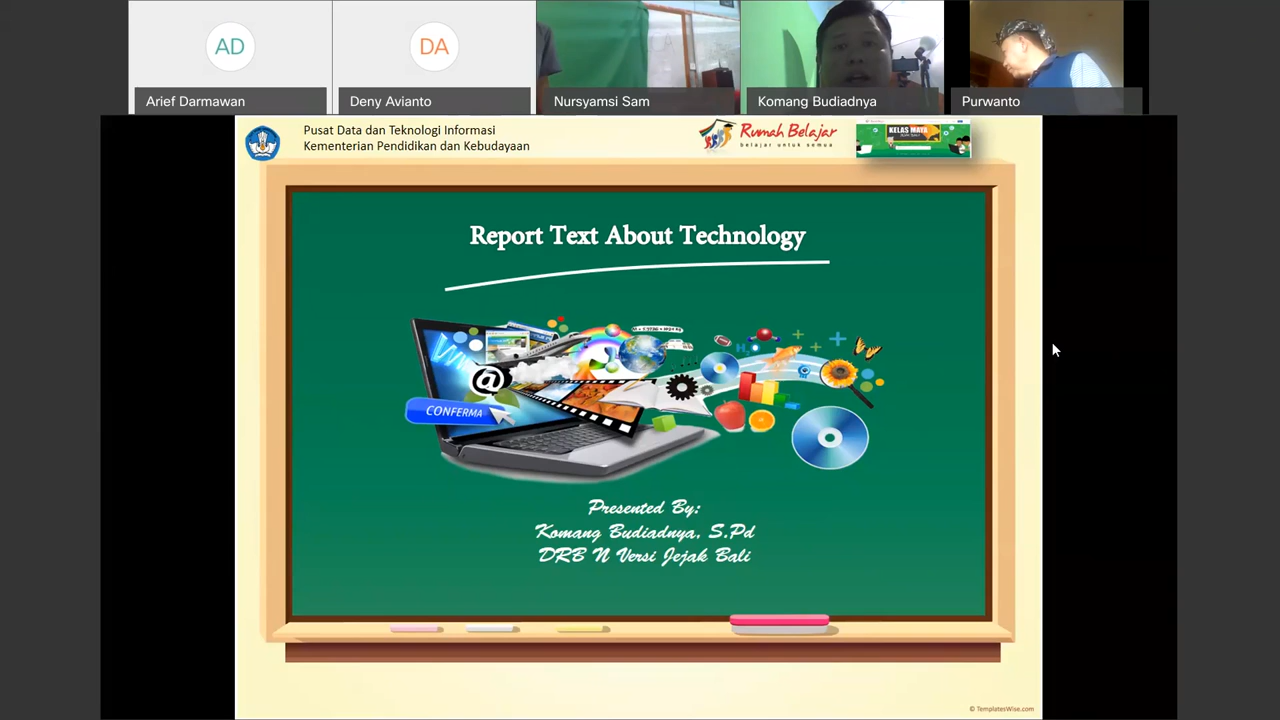 AD
DA
Arief Darmawan
Deny Avianto
Nursyamsi Sam
Komang Budiadnya
Purwanto
Pusat Data dan Teknologi Informasi
Kementerian Pendidikan dan Kebudayaan
Rumah Belajar
belajar untuk semua
KELAS MAYA
Report Text About Technology
@
CONFERMA
Presented By:
Komang Budiadnya, S.Pd
DRB N Versi Jejak Bali
© TemplatesWise.com